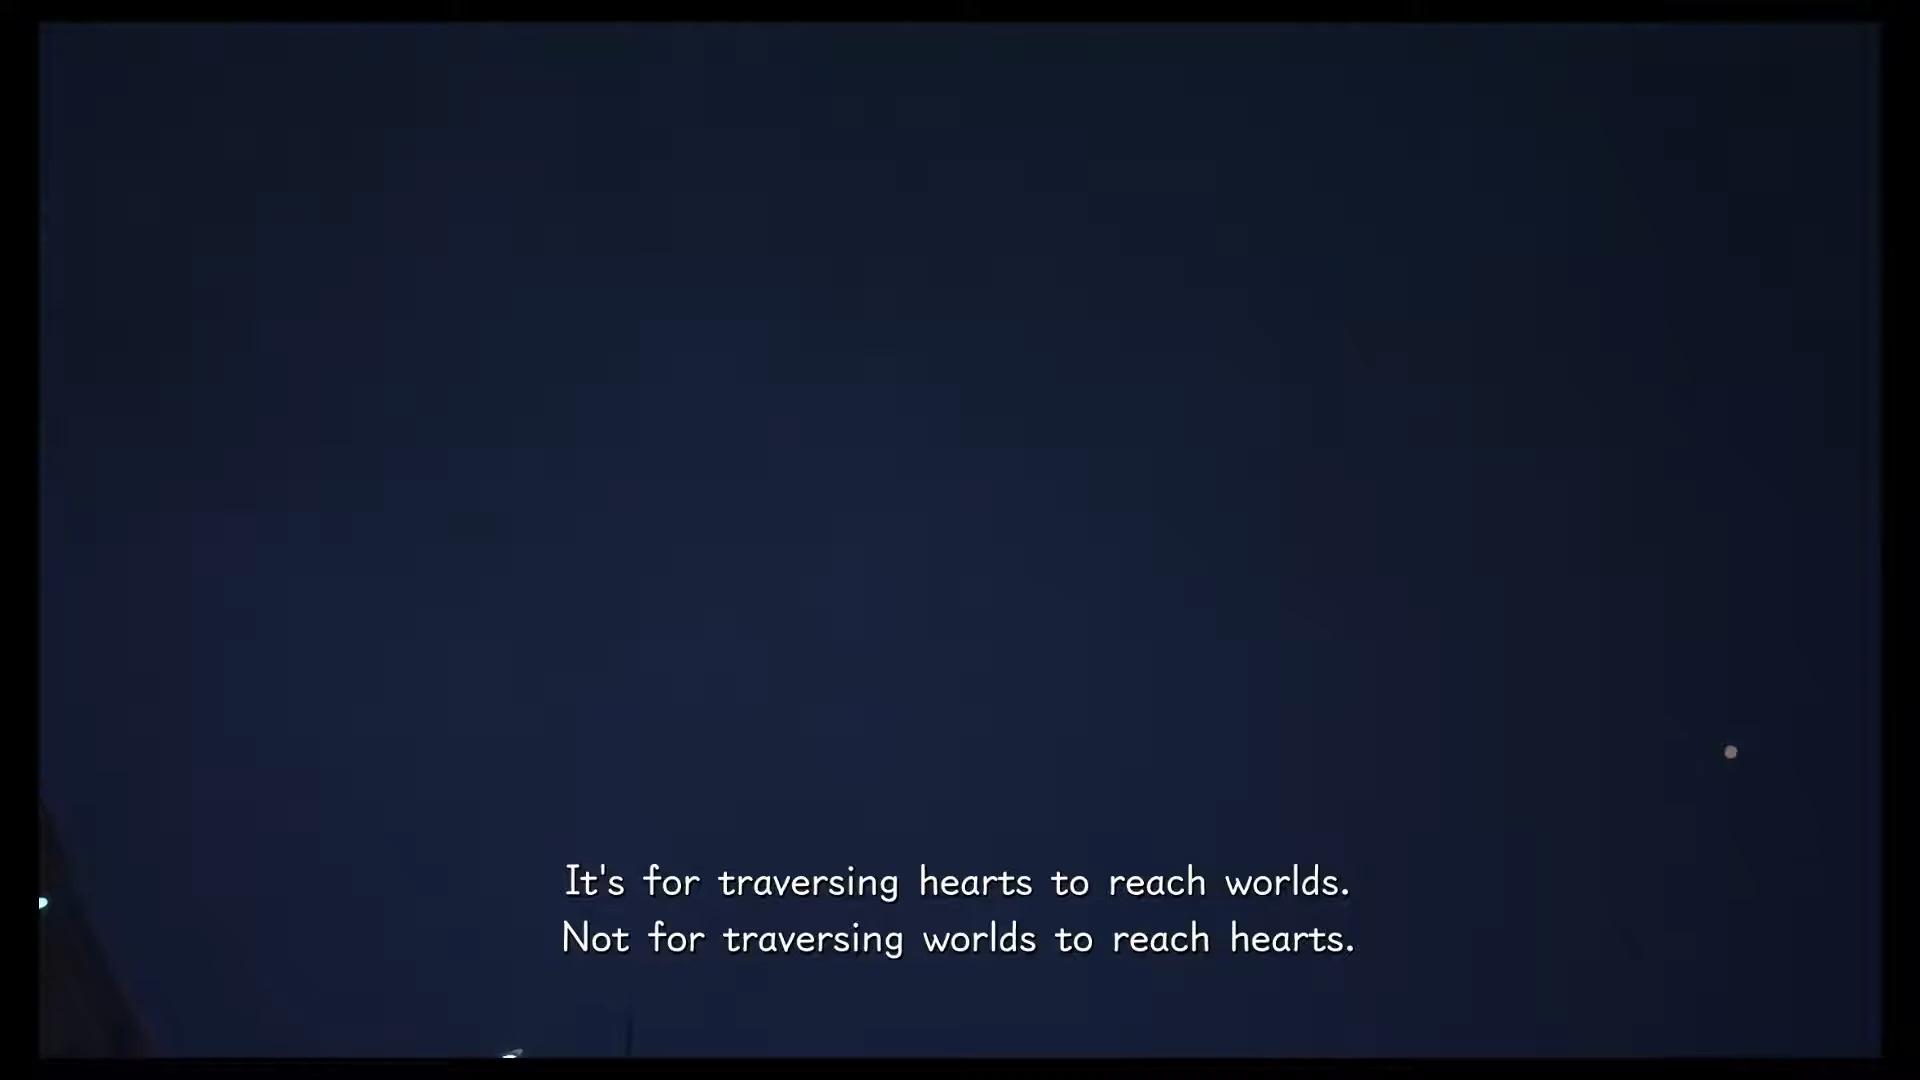 It's for traversing hearts to reach worlds.
Not for traversing worlds to reach hearts.